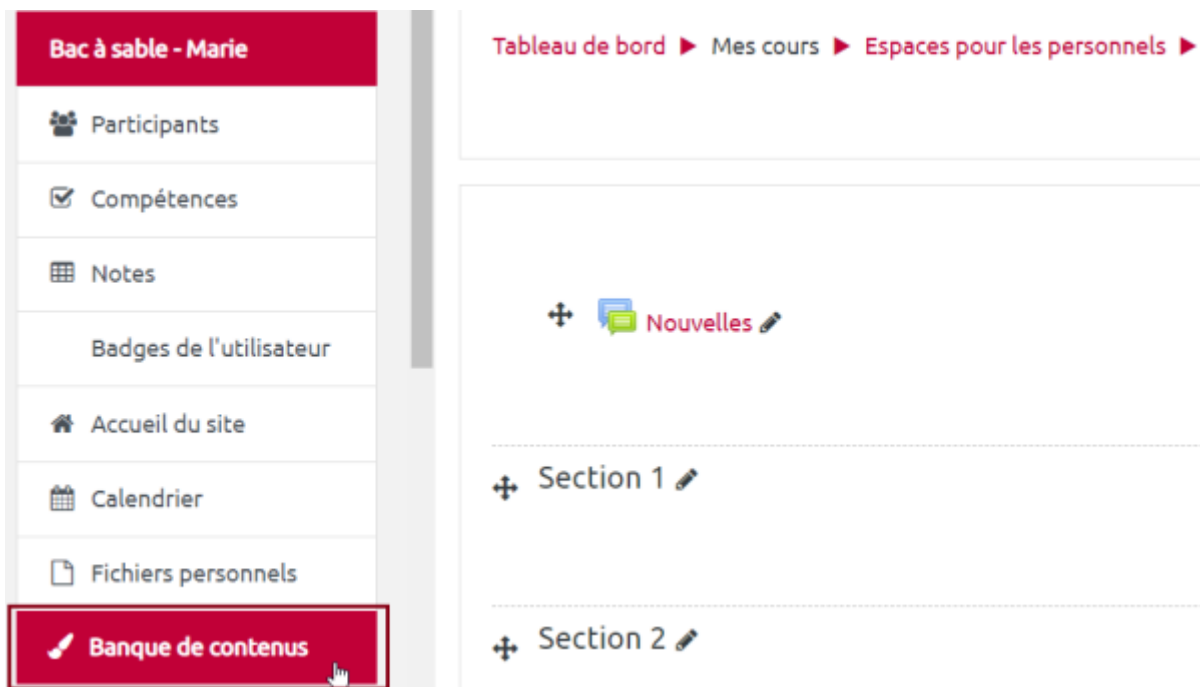 Bac à sable - Marie
Participants
Compétences
Notes
Badges de l'utilisateur
Accueil du site
Calendrier
Fichiers personnels
Banque de contenus
Tableau de bord ▶ Mes cours ▶ Espaces pour les personnels ▶
Nouvelles
Section 1
Section 2